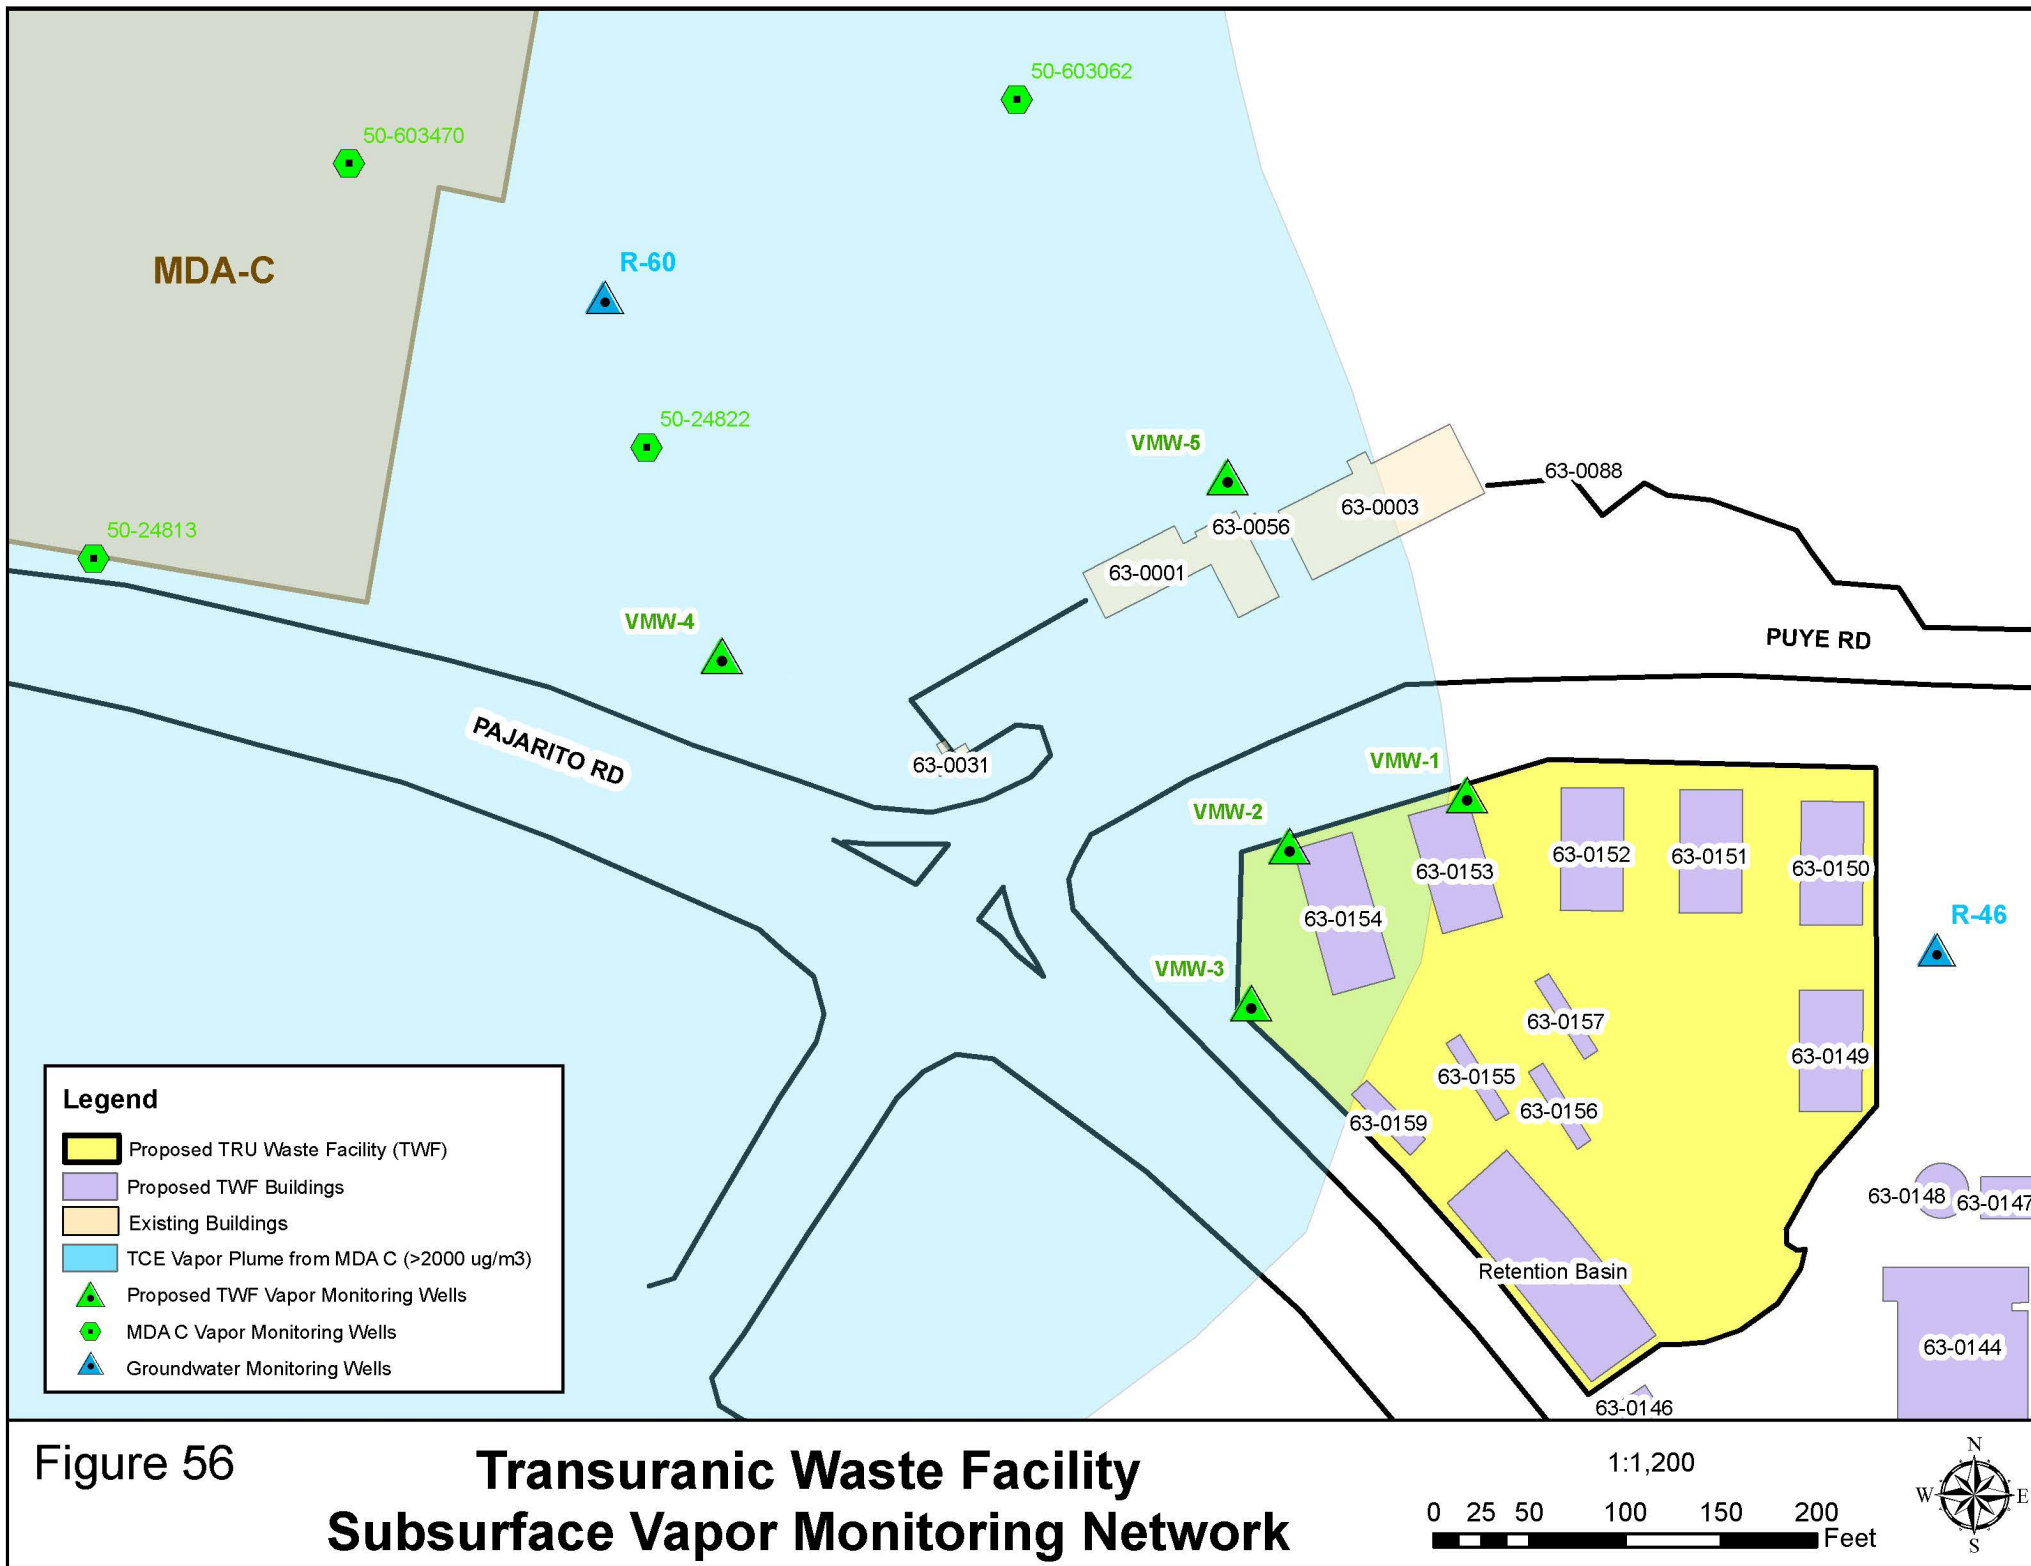 50-603062
50-603470
R-60
MDA-C
50-24822
VMW-5
63-0088
63-0003
63-0056
50-24813
63-0001
VMW-4
PUYE RD
PAJARITO RD
63-0031
VMW-1
VMW-2
63-0152
63-0151
63-0150
63-0153
63-0154
R-46
VMW-3
63-0157
63-0149
63-0155
63-0156
63-0159
63-0148
63-0147
Retention Basin
63-0144
63-0146
Legend
Proposed TRU Waste Facility (TWF)
Proposed TWF Buildings
Existing Buildings
TCE Vapor Plume from MDA C (>2000 ug/m3)
Proposed TWF Vapor Monitoring Wells
MDA C Vapor Monitoring Wells
Groundwater Monitoring Wells
Figure 56
Transuranic Waste Facility
Subsurface Vapor Monitoring Network
1:1,200
0 25 50 100 150 200
Feet
N
W E
S